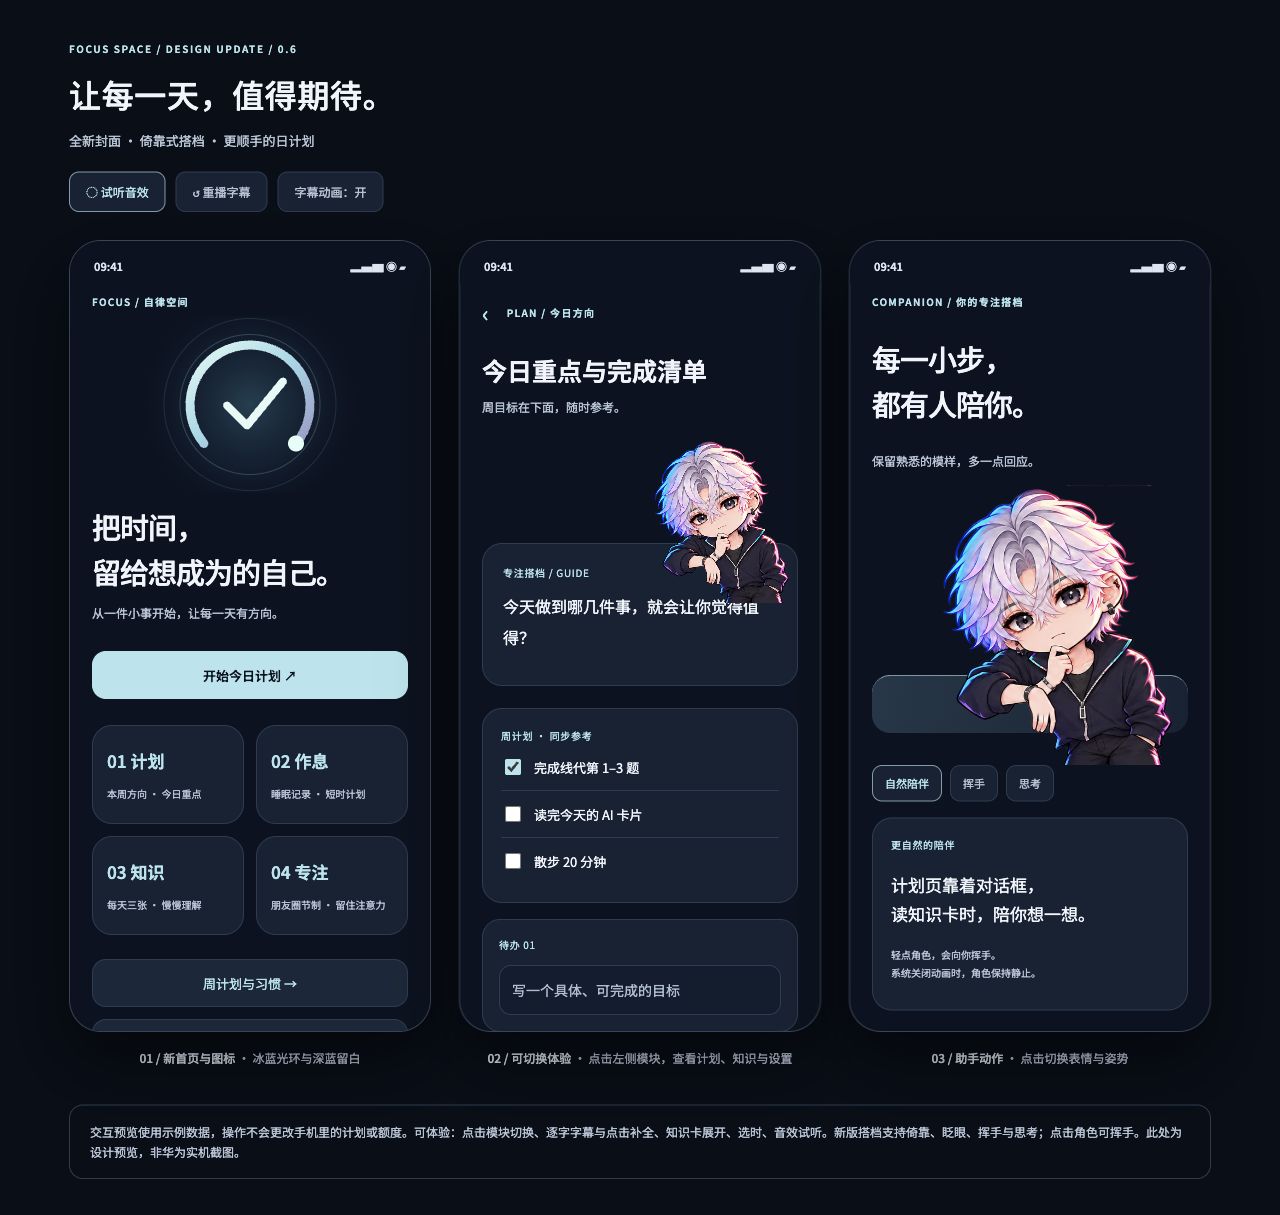 FOCUS SPACE / DESIGN UPDATE / 0.6
让每一天，值得期待。
全新封面 · 倚靠式搭档 · 更顺手的日计划
试听音效
↺ 重播字幕
字幕动画：开
09:41
FOCUS / 自律空间
把时间，
留给想成为的自己。
从一件小事开始，让每一天有方向。
开始今日计划 ↗
01 计划
本周方向 · 今日重点
02 作息
睡眠记录 · 短时计划
03 知识
每天三张 · 慢慢理解
04 专注
朋友圈节制 · 留住注意力
周计划与习惯 →
01 / 新首页与图标 · 冰蓝光环与深蓝留白
09:41
‹ PLAN / 今日方向
今日重点与完成清单
周目标在下面，随时参考。
专注搭档 / GUIDE
今天做到哪几件事，就会让你觉得值
得？
周计划 · 同步参考
完成线代第 1–3 题
读完今天的 AI 卡片
散步 20 分钟
待办 01
写一个具体、可完成的目标
02 / 可切换体验 · 点击左侧模块，查看计划、知识与设置
09:41
COMPANION / 你的专注搭档
每一小步，
都有人陪你。
保留熟悉的模样，多一点回应。
自然陪伴
挥手
思考
更自然的陪伴
计划页靠着对话框，
读知识卡时，陪你想一想。
轻点角色，会向你挥手。
系统关闭动画时，角色保持静止。
03 / 助手动作 · 点击切换表情与姿势
交互预览使用示例数据，操作不会更改手机里的计划或额度。可体验：点击模块切换、逐字字幕与点击补全、知识卡展开、选时、音效试听。新版搭档支持倚靠、眨眼、挥手与思考；点击角色可挥手。此处为
设计预览，非华为实机截图。